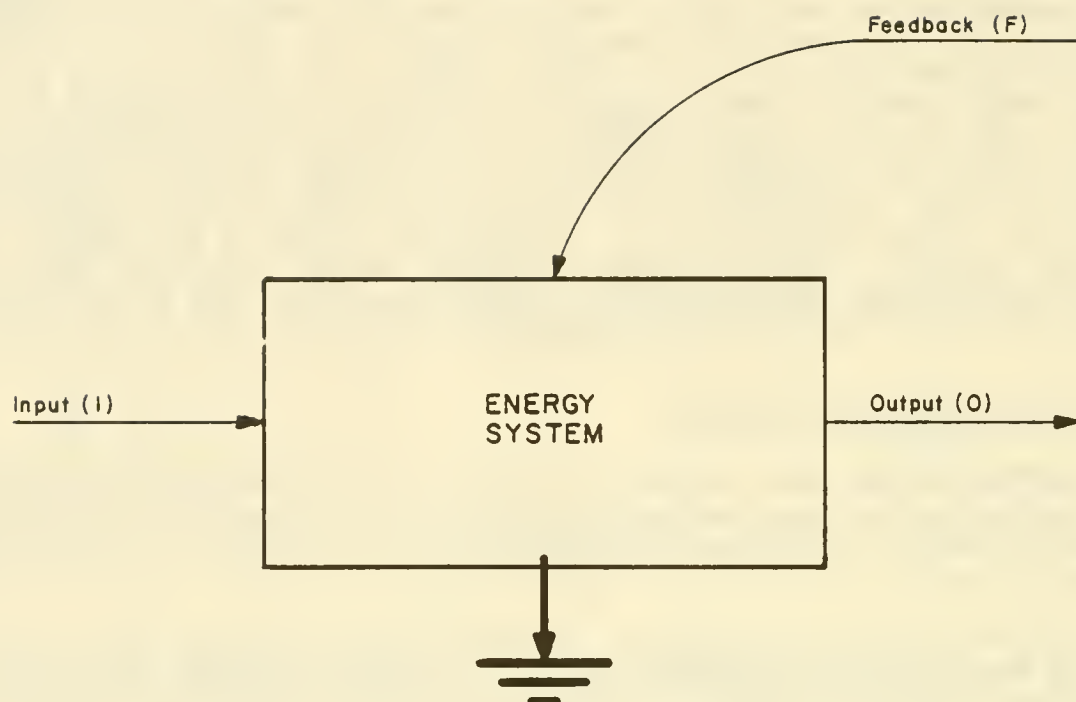 Feedback (F)
Input (I)
ENERGY
SYSTEM
Output (O)